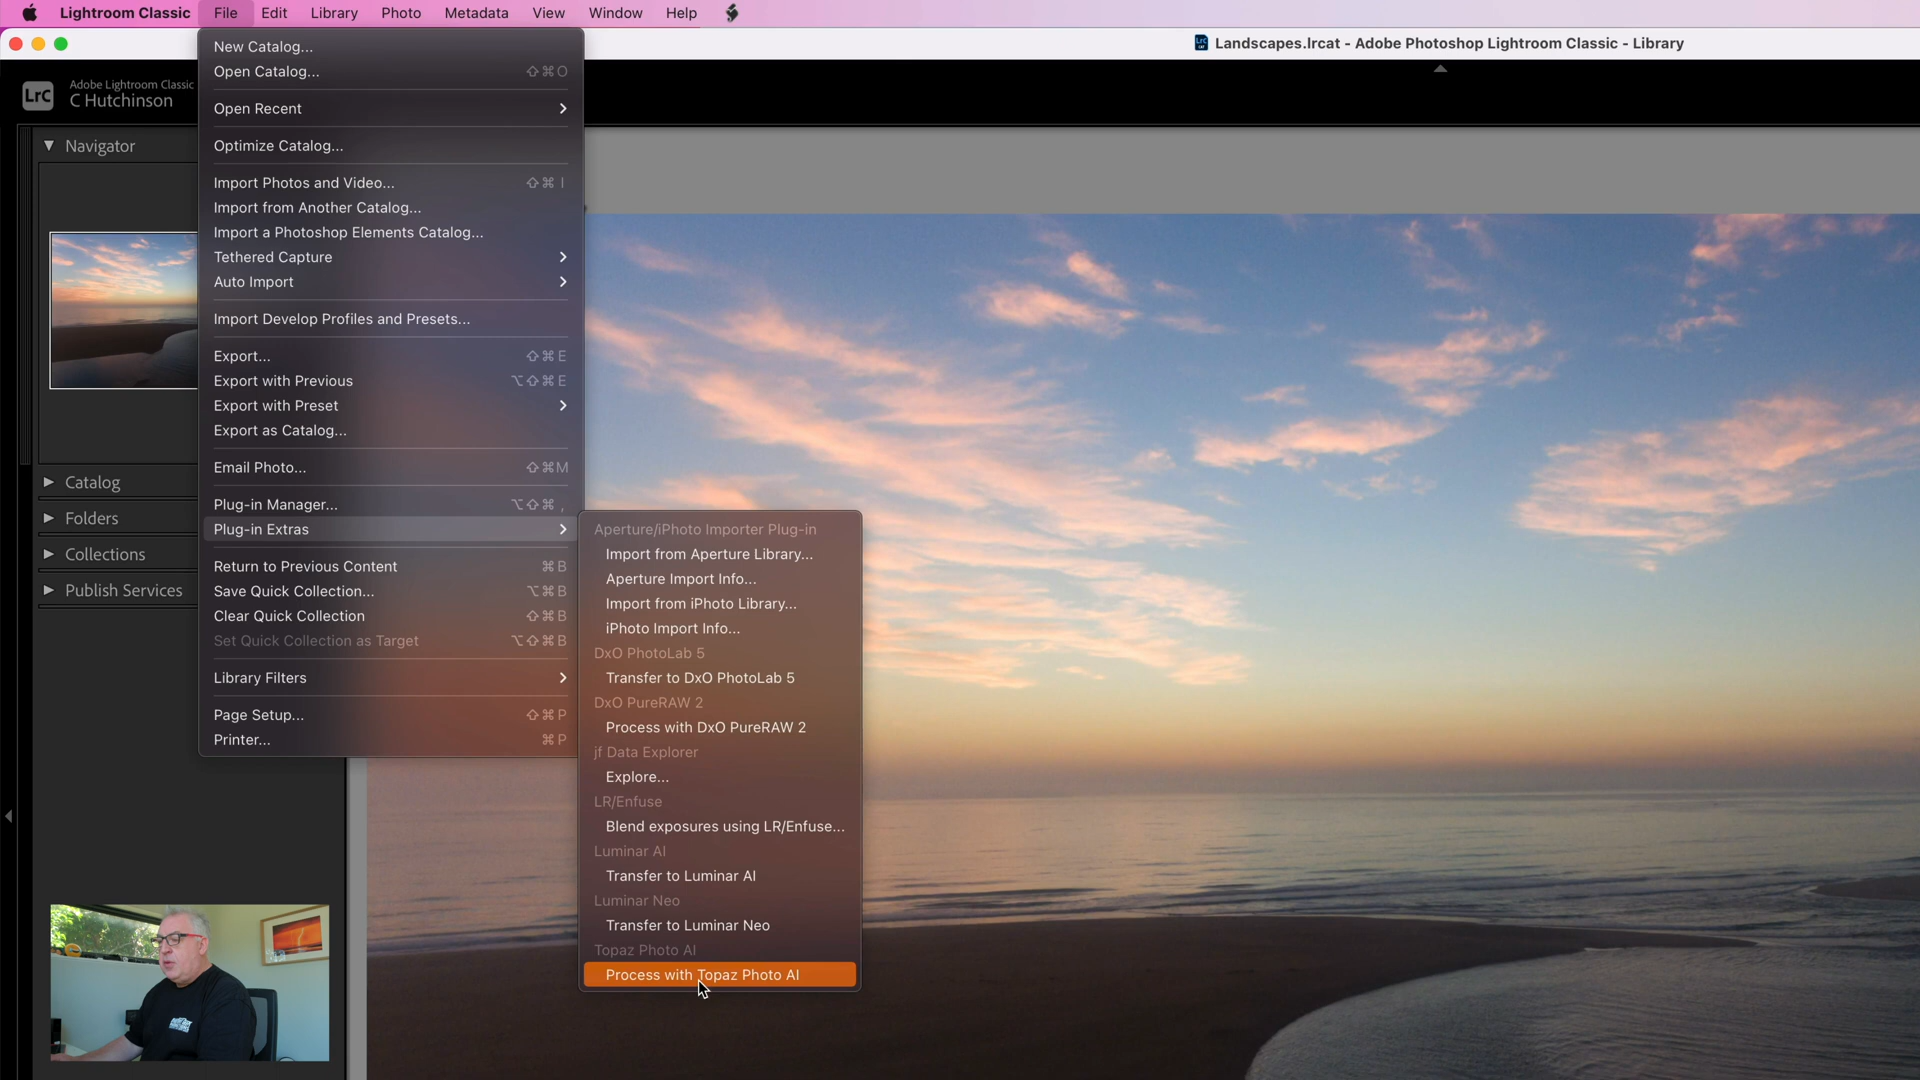 Lightroom Classic File Edit Library Photo Metadata View Window Help
Landscapes.lrcat - Adobe Photoshop Lightroom Classic - Library
LrC
Adobe Lightroom Classic
C Hutchinson
Navigator
Catalog
Folders
Collections
Publish Services
New Catalog...
Open Catalog... ⇧⌘O
Open Recent
Optimize Catalog...
Import Photos and Video... ⇧⌘I
Import from Another Catalog...
Import a Photoshop Elements Catalog...
Tethered Capture
Auto Import
Import Develop Profiles and Presets...
Export... ⇧⌘E
Export with Previous ⌥⇧⌘E
Export with Preset
Export as Catalog...
Email Photo... ⇧⌘M
Plug-in Manager... ⌥⇧⌘,
Plug-in Extras
Return to Previous Content ⌘B
Save Quick Collection... ⌥⌘B
Clear Quick Collection ⇧⌘B
Set Quick Collection as Target ⌥⇧⌘B
Library Filters
Page Setup... ⇧⌘P
Printer... ⌘P
Aperture/iPhoto Importer Plug-in
Import from Aperture Library...
Aperture Import Info...
Import from iPhoto Library...
iPhoto Import Info...
DxO PhotoLab 5
Transfer to DxO PhotoLab 5
DxO PureRAW 2
Process with DxO PureRAW 2
jf Data Explorer
Explore...
LR/Enfuse
Blend exposures using LR/Enfuse...
Luminar AI
Transfer to Luminar AI
Luminar Neo
Transfer to Luminar Neo
Topaz Photo AI
Process with Topaz Photo AI